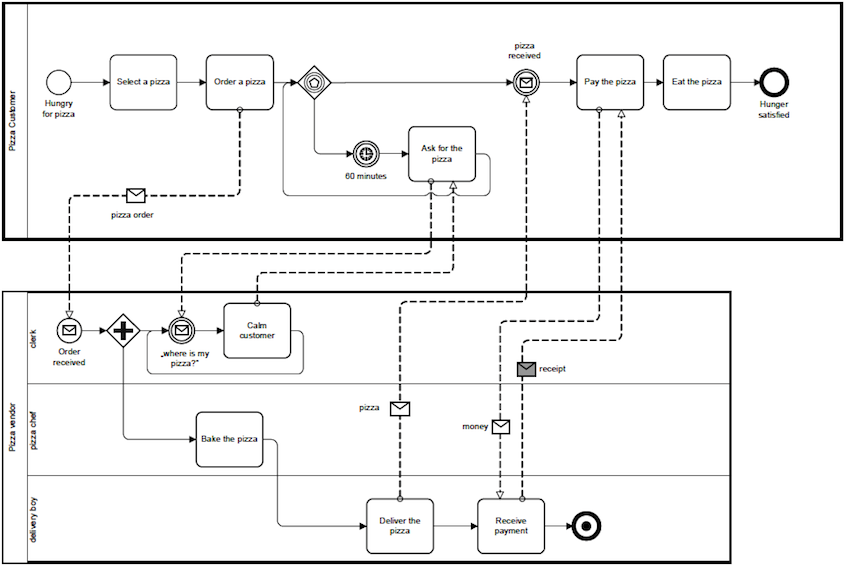 Pizza Customer
Hungry
for pizza
Select a pizza
Order a pizza
pizza
received
Pay the pizza
Eat the pizza
Hunger
satisfied
60 minutes
Ask for the
pizza
pizza order
Pizza vendor
clerk
Order
received
„where is my
pizza?“
Calm
customer
receipt
pizza chef
pizza
money
Bake the pizza
delivery boy
Deliver the
pizza
Receive
payment